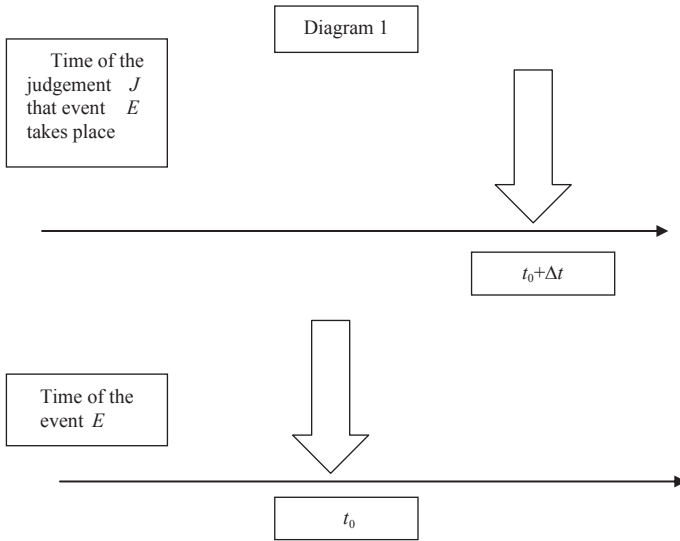 Diagram 1
Time of the
judgement J
that event E
takes place
t₀+Δt
Time of the
event E
t₀